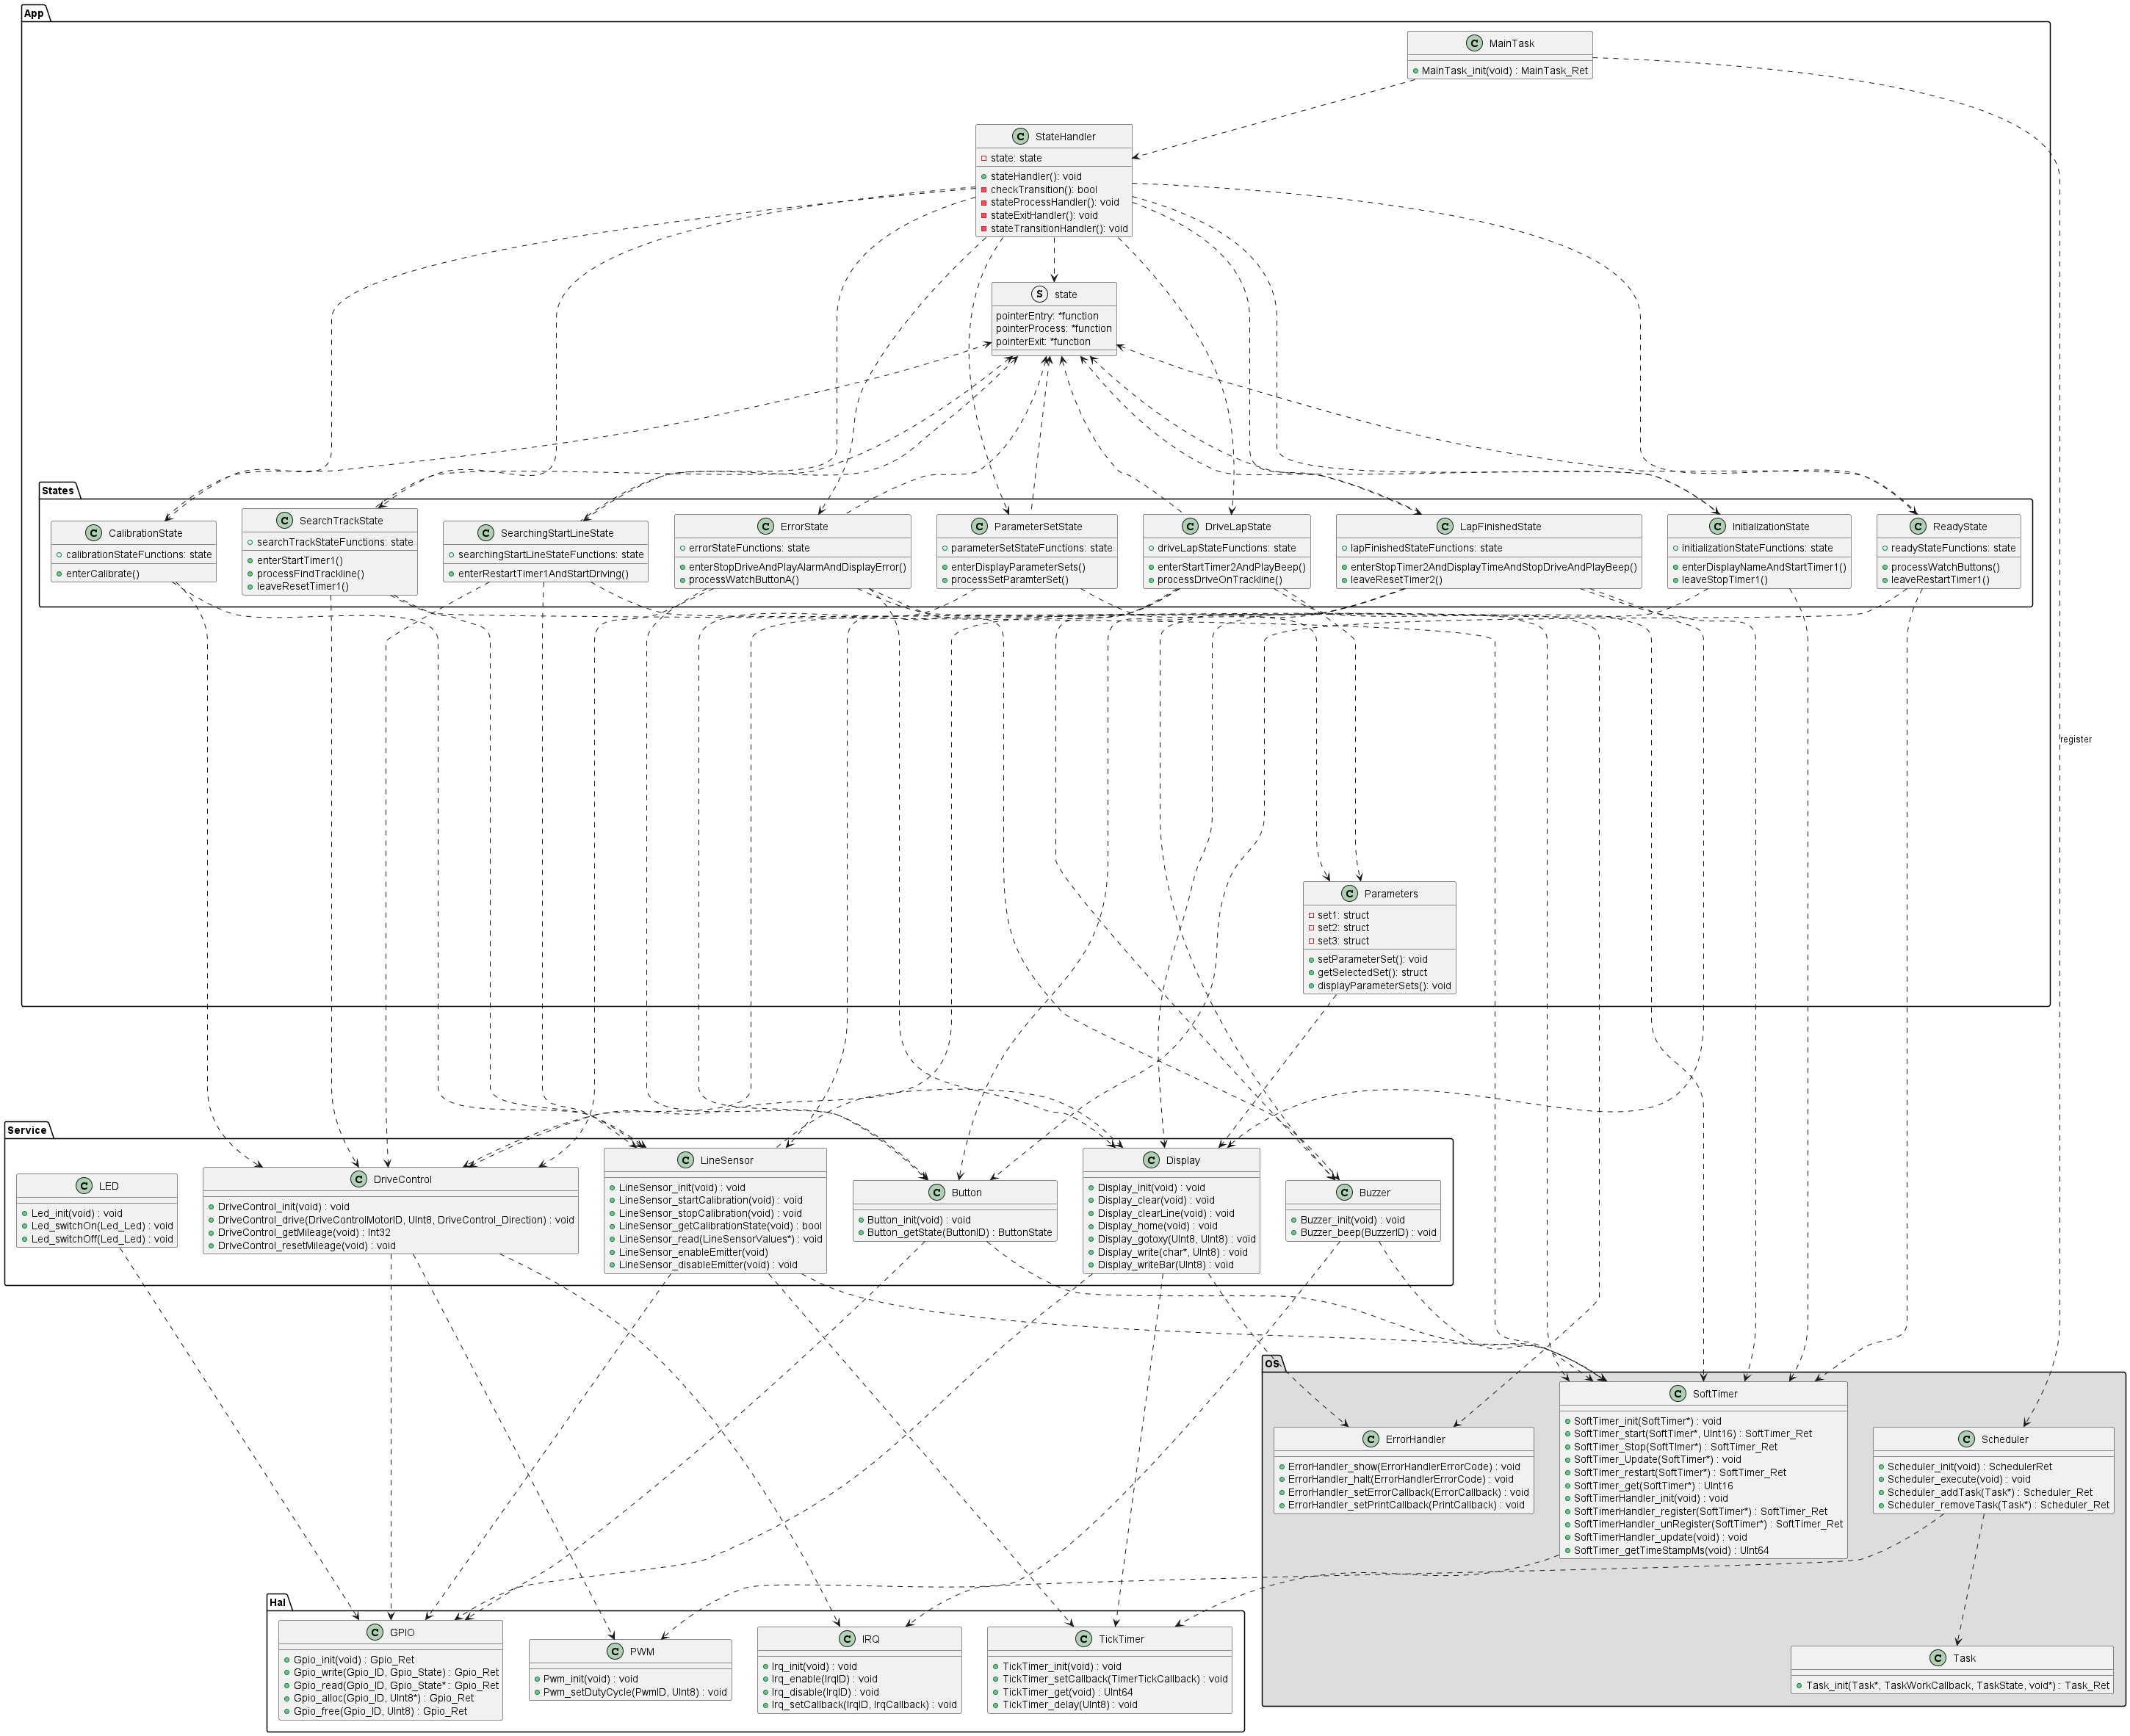 App
MainTask
MainTask_init(void) : MainTask_Ret
StateHandler
state: state
stateHandler(): void
checkTransition(): bool
stateProcessHandler(): void
stateExitHandler(): void
stateTransitionHandler(): void
state
pointerEntry: *function
pointerProcess: *function
pointerExit: *function
States
CalibrationState
calibrationStateFunctions: state
enterCalibrate()
SearchTrackState
searchTrackStateFunctions: state
enterStartTimer1()
processFindTrackline()
leaveResetTimer1()
SearchingStartLineState
searchingStartLineStateFunctions: state
enterRestartTimer1AndStartDriving()
ErrorState
errorStateFunctions: state
enterStopDriveAndPlayAlarmAndDisplayError()
processWatchButtonA()
ParameterSetState
parameterSetStateFunctions: state
enterDisplayParameterSets()
processSetParamterSet()
DriveLapState
driveLapStateFunctions: state
enterStartTimer2AndPlayBeep()
processDriveOnTrackline()
LapFinishedState
lapFinishedStateFunctions: state
enterStopTimer2AndDisplayTimeAndStopDriveAndPlayBeep()
leaveResetTimer2()
InitializationState
initializationStateFunctions: state
enterDisplayNameAndStartTimer1()
leaveStopTimer1()
ReadyState
readyStateFunctions: state
processWatchButtons()
leaveRestartTimer1()
register
Parameters
set1: struct
set2: struct
set3: struct
setParameterSet(): void
getSelectedSet(): struct
displayParameterSets(): void
Service
LED
Led_init(void) : void
Led_switchOn(Led_Led) : void
Led_switchOff(Led_Led) : void
DriveControl
DriveControl_init(void) : void
DriveControl_drive(DriveControlMotorID, UInt8, DriveControl_Direction) : void
DriveControl_getMileage(void) : Int32
DriveControl_resetMileage(void) : void
LineSensor
LineSensor_init(void) : void
LineSensor_startCalibration(void) : void
LineSensor_stopCalibration(void) : void
LineSensor_getCalibrationState(void) : bool
LineSensor_read(LineSensorValues*) : void
LineSensor_enableEmitter(void)
LineSensor_disableEmitter(void) : void
Button
Button_init(void) : void
Button_getState(ButtonID) : ButtonState
Display
Display_init(void) : void
Display_clear(void) : void
Display_clearLine(void) : void
Display_home(void) : void
Display_gotoxy(UInt8, UInt8) : void
Display_write(char*, UInt8) : void
Display_writeBar(UInt8) : void
Buzzer
Buzzer_init(void) : void
Buzzer_beep(BuzzerID) : void
OS
ErrorHandler
ErrorHandler_show(ErrorHandlerErrorCode) : void
ErrorHandler_halt(ErrorHandlerErrorCode) : void
ErrorHandler_setErrorCallback(ErrorCallback) : void
ErrorHandler_setPrintCallback(PrintCallback) : void
SoftTimer
SoftTimer_init(SoftTimer*) : void
SoftTimer_start(SoftTimer*, UInt16) : SoftTimer_Ret
SoftTimer_Stop(SoftTImer*) : SoftTimer_Ret
SoftTimer_Update(SoftTimer*) : void
SoftTimer_restart(SoftTimer*) : SoftTimer_Ret
SoftTimer_get(SoftTimer*) : UInt16
SoftTimerHandler_init(void) : void
SoftTimerHandler_register(SoftTimer*) : SoftTimer_Ret
SoftTimerHandler_unRegister(SoftTimer*) : SoftTimer_Ret
SoftTimerHandler_update(void) : void
SoftTimer_getTimeStampMs(void) : UInt64
Scheduler
Scheduler_init(void) : SchedulerRet
Scheduler_execute(void) : void
Scheduler_addTask(Task*) : Scheduler_Ret
Scheduler_removeTask(Task*) : Scheduler_Ret
Task
Task_init(Task*, TaskWorkCallback, TaskState, void*) : Task_Ret
Hal
GPIO
Gpio_init(void) : Gpio_Ret
Gpio_write(Gpio_ID, Gpio_State) : Gpio_Ret
Gpio_read(Gpio_ID, Gpio_State* : Gpio_Ret
Gpio_alloc(Gpio_ID, UInt8*) : Gpio_Ret
Gpio_free(Gpio_ID, UInt8) : Gpio_Ret
PWM
Pwm_init(void) : void
Pwm_setDutyCycle(PwmID, UInt8) : void
IRQ
Irq_init(void) : void
Irq_enable(IrqID) : void
Irq_disable(IrqID) : void
Irq_setCallback(IrqID, IrqCallback) : void
TickTimer
TickTimer_init(void) : void
TickTimer_setCallback(TimerTickCallback) : void
TickTimer_get(void) : UInt64
TickTimer_delay(UInt8) : void